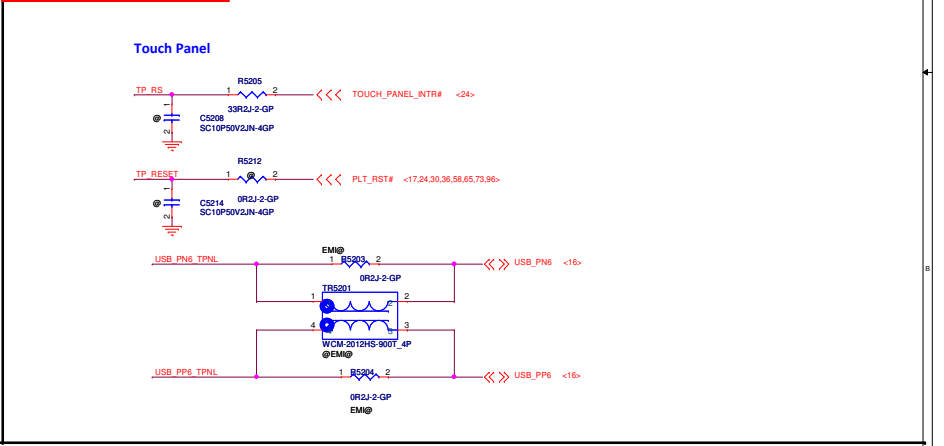 Touch Panel
R5205
TP_RS 1 2 TOUCH_PANEL_INTR# <24>
33R2J-2-GP
1
@ C5208
2 SC10P50V2JN-4GP
R5212
TP_RESET 1 @ 2 PLT_RST# <17,24,30,36,58,65,73,96>
0R2J-2-GP
1
@ C5214
2 SC10P50V2JN-4GP
EMI@
USB_PN6_TPNL 1 R5203 2 USB_PN6 <16>
0R2J-2-GP
B
TR5201
1 2
4 3
WCM-2012HS-900T_4P
@EMI@
USB_PP6_TPNL 1 R5204 2 USB_PP6 <16>
0R2J-2-GP
EMI@